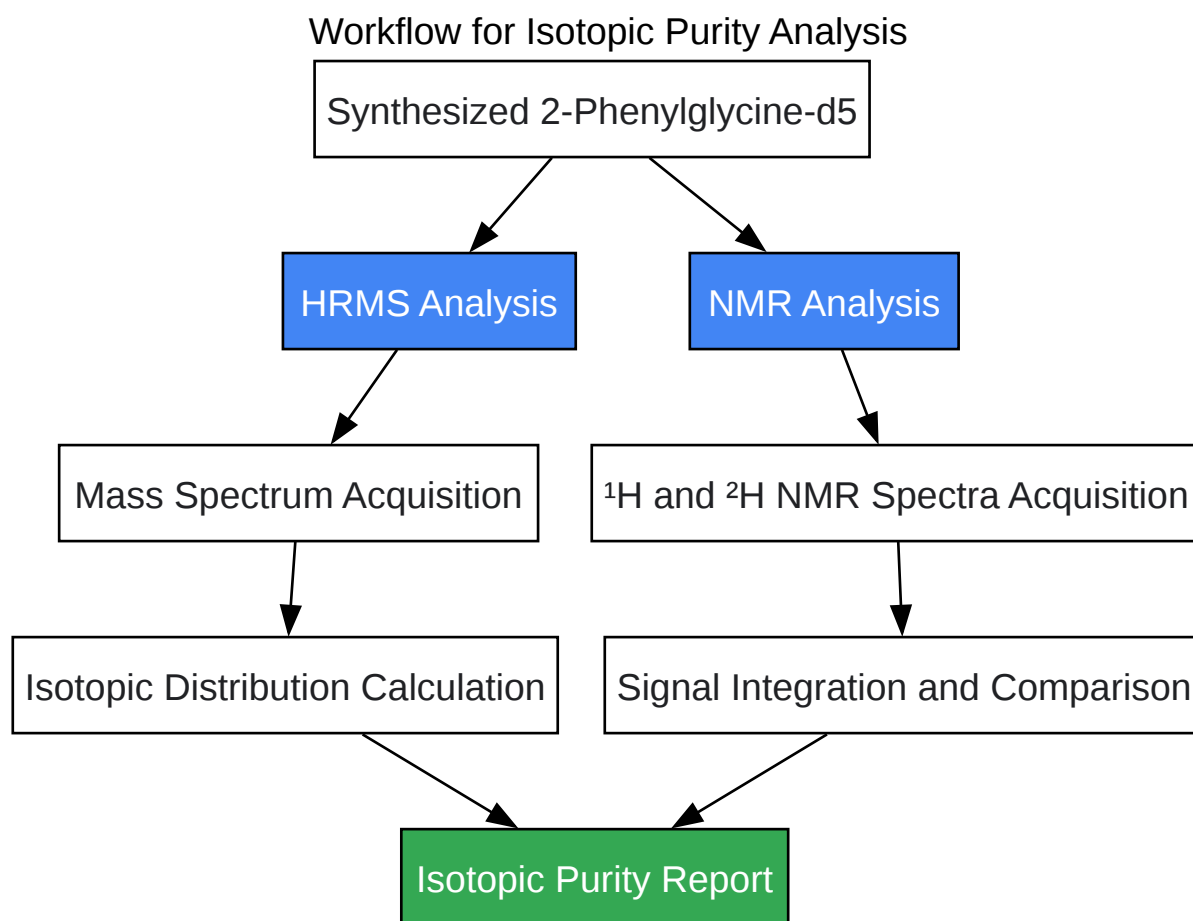 Workflow for Isotopic Purity Analysis
Synthesized 2-Phenylglycine-d5
HRMS Analysis
NMR Analysis
Mass Spectrum Acquisition
¹H and ²H NMR Spectra Acquisition
Isotopic Distribution Calculation
Signal Integration and Comparison
Isotopic Purity Report